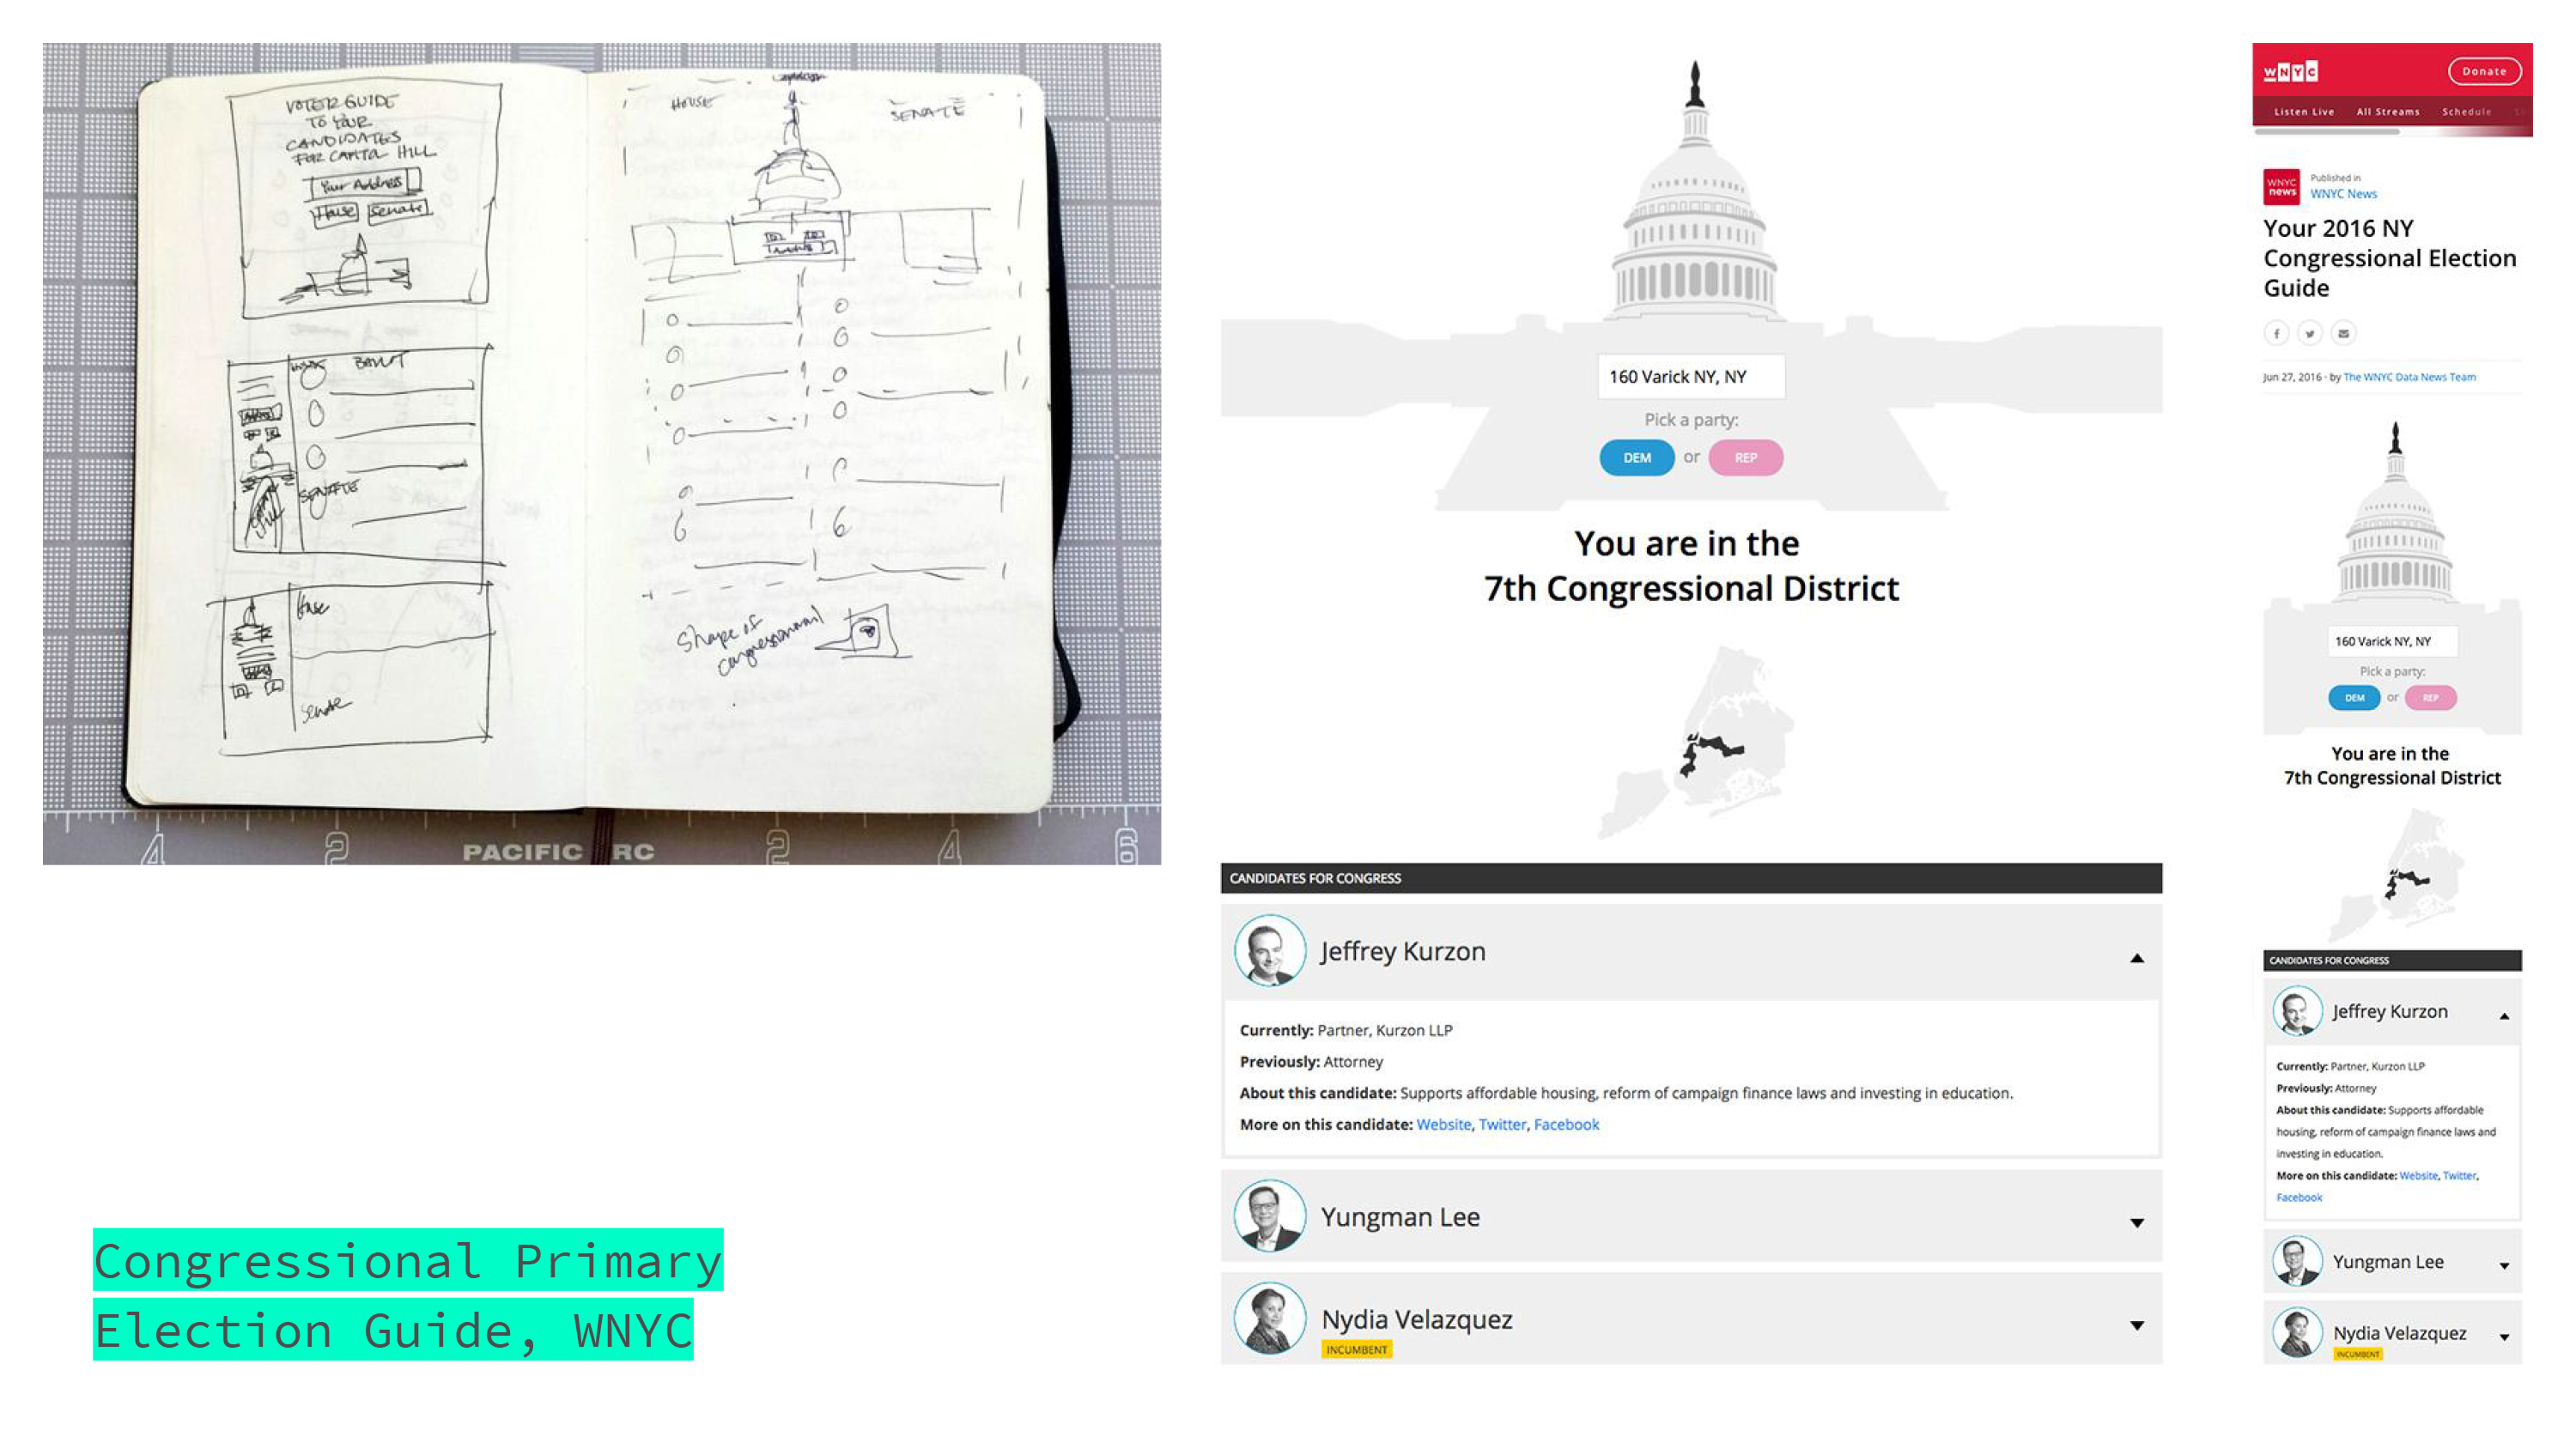 VOTER GUIDE
TO YOUR
CANDIDATES
FOR CAPITOL HILL
Your Address
House Senate
BALLOT
SENATE
House
Senate
HOUSE
SENATE
Shape of
congressional
4 2 PACIFIC RC 2 4 6
160 Varick NY, NY
Pick a party:
DEM or REP
You are in the
7th Congressional District
CANDIDATES FOR CONGRESS
Jeffrey Kurzon
Currently: Partner, Kurzon LLP
Previously: Attorney
About this candidate: Supports affordable housing, reform of campaign finance laws and investing in education.
More on this candidate: Website, Twitter, Facebook
Yungman Lee
Nydia Velazquez
INCUMBENT
WNYC
Donate
Listen Live All Streams Schedule
WNYC
news
Published in
WNYC News
Your 2016 NY
Congressional Election
Guide
Jun 27, 2016 · by The WNYC Data News Team
160 Varick NY, NY
Pick a party:
DEM or REP
You are in the
7th Congressional District
CANDIDATES FOR CONGRESS
Jeffrey Kurzon
Currently: Partner, Kurzon LLP
Previously: Attorney
About this candidate: Supports affordable
housing, reform of campaign finance laws and
investing in education.
More on this candidate: Website, Twitter,
Facebook
Yungman Lee
Nydia Velazquez
INCUMBENT
Congressional Primary
Election Guide, WNYC